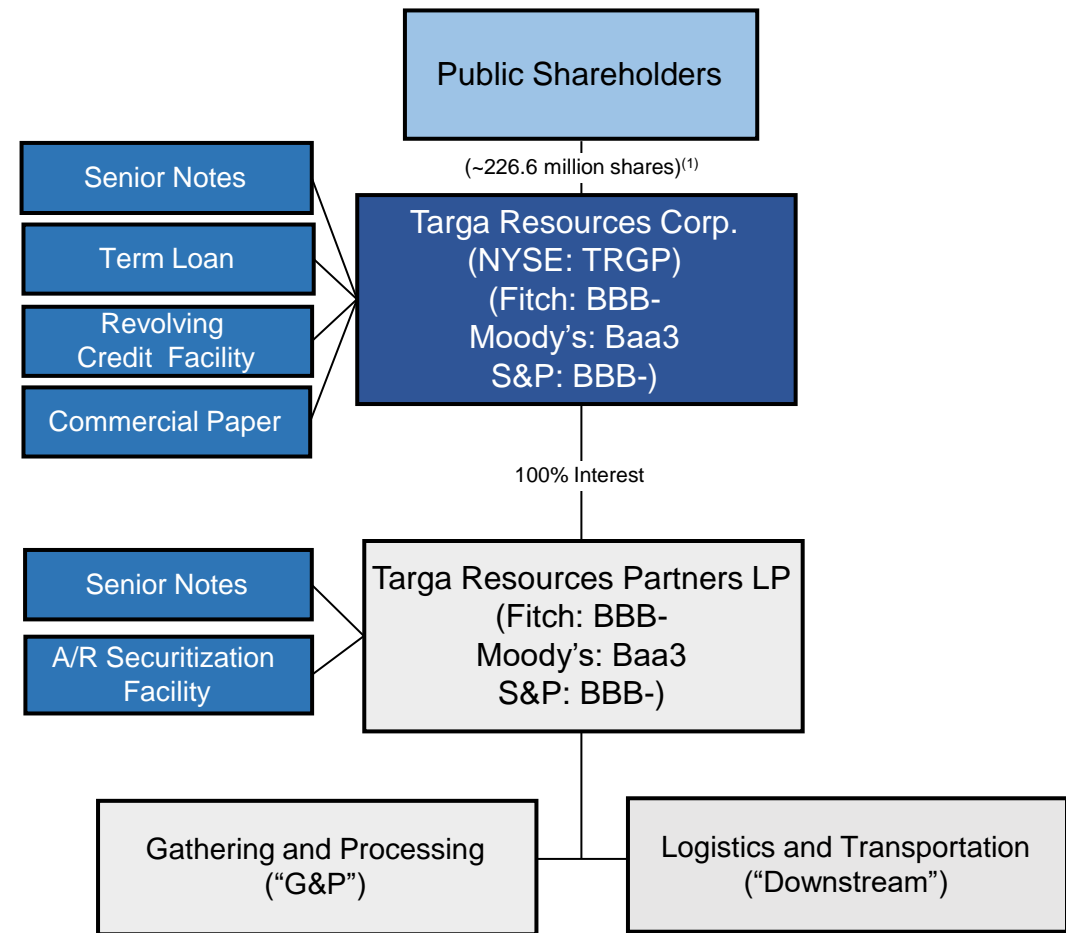 Public Shareholders
(~226.6 million shares)(1)
Senior Notes
Term Loan
Revolving
Credit Facility
Commercial Paper
Targa Resources Corp.
(NYSE: TRGP)
(Fitch: BBB-
Moody’s: Baa3
S&P: BBB-)
100% Interest
Senior Notes
A/R Securitization
Facility
Targa Resources Partners LP
(Fitch: BBB-
Moody’s: Baa3
S&P: BBB-)
Gathering and Processing
(“G&P”)
Logistics and Transportation
(“Downstream”)